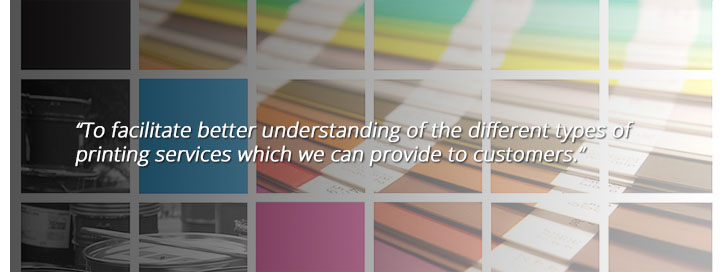 “To facilitate better understanding of the different types of
printing services which we can provide to customers.“